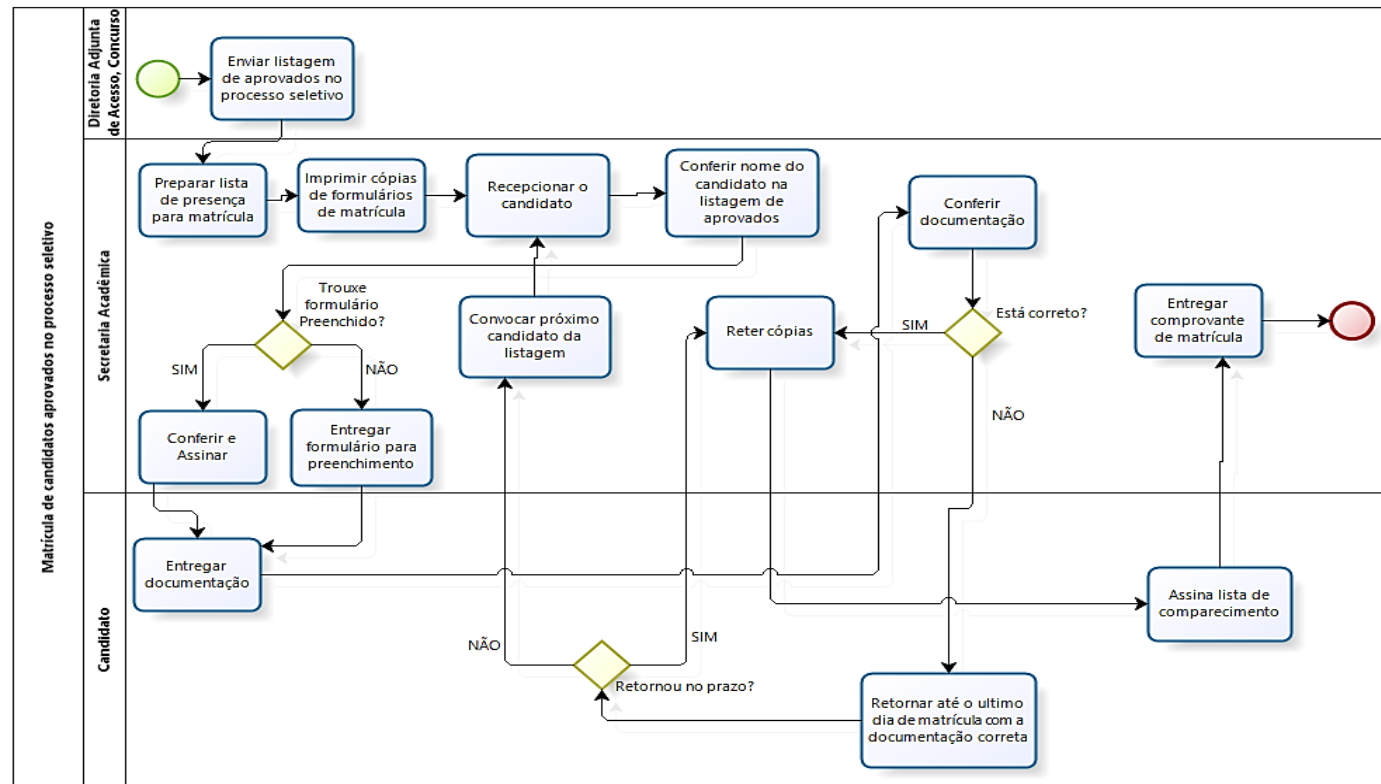 Matrícula de candidatos aprovados no processo seletivo
Diretoria Adjunta
de Acesso, Concurso
Enviar listagem
de aprovados no
processo seletivo
Secretaria Acadêmica
Preparar lista
de presença
para matrícula
Imprimir cópias
de formulários
de matrícula
Recepcionar o
candidato
Conferir nome do
candidato na
listagem de
aprovados
Conferir
documentação
Trouxe
formulário
Preenchido?
SIM
NÃO
Conferir e
Assinar
Entregar
formulário para
preenchimento
Convocar próximo
candidato da
listagem
Reter cópias
SIM
Está correto?
NÃO
Entregar
comprovante
de matrícula
Candidato
Entregar
documentação
NÃO
SIM
Retornou no prazo?
Retornar até o ultimo
dia de matrícula com a
documentação correta
Assina lista de
comparecimento